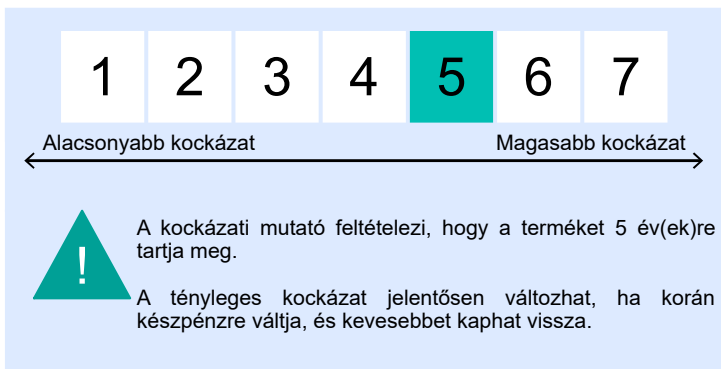 1 2 3 4 5 6 7
Alacsonyabb kockázat Magasabb kockázat
A kockázati mutató feltételezi, hogy a terméket 5 év(ek)re
tartja meg.
!
A tényleges kockázat jelentősen változhat, ha korán
készpénzre váltja, és kevesebbet kaphat vissza.